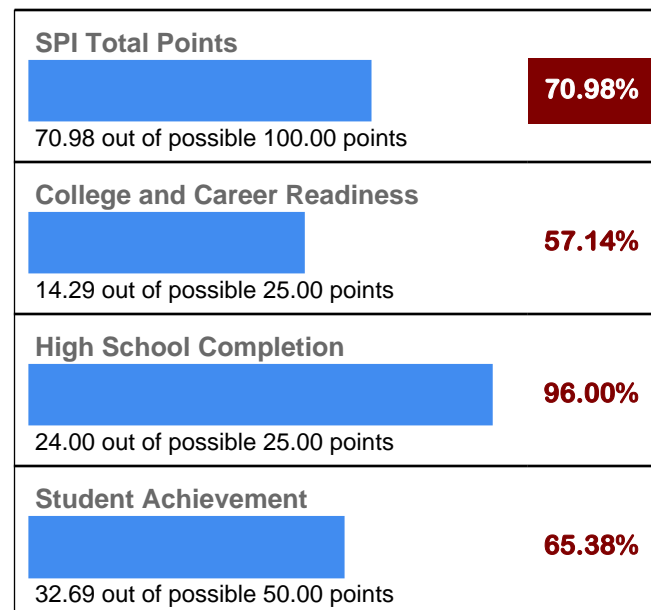 SPI Total Points
70.98%
70.98 out of possible 100.00 points
College and Career Readiness
57.14%
14.29 out of possible 25.00 points
High School Completion
96.00%
24.00 out of possible 25.00 points
Student Achievement
65.38%
32.69 out of possible 50.00 points